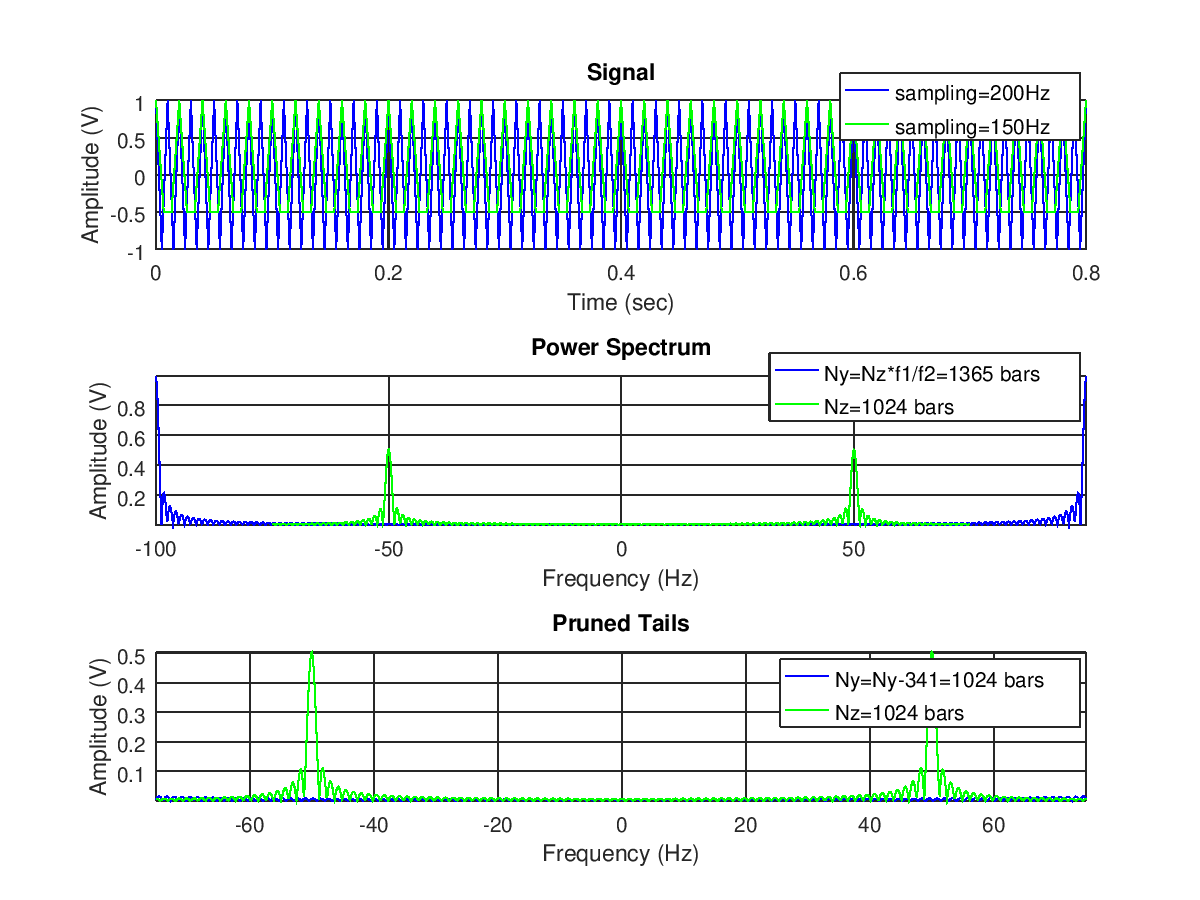 Signal
sampling=200Hz
sampling=150Hz
Amplitude (V)
1
0.5
0
-0.5
-1
0 0.2 0.4 0.6 0.8
Time (sec)
Power Spectrum
Ny=Nz*f1/f2=1365 bars
Nz=1024 bars
Amplitude (V)
0.8
0.6
0.4
0.2
-100 -50 0 50
Frequency (Hz)
Pruned Tails
Ny=Ny-341=1024 bars
Nz=1024 bars
Amplitude (V)
0.5
0.4
0.3
0.2
0.1
-60 -40 -20 0 20 40 60
Frequency (Hz)